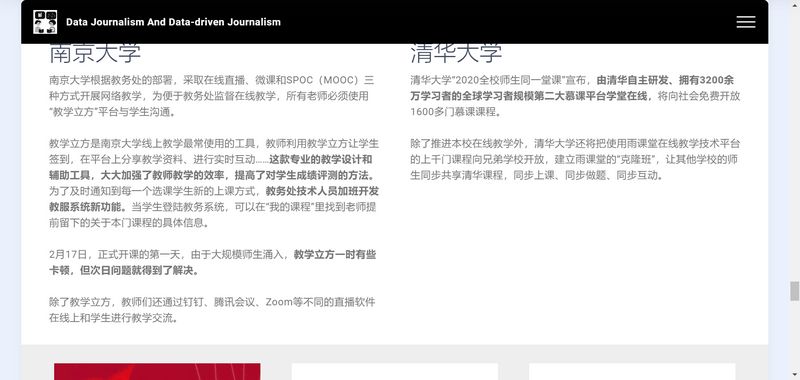 Data Journalism And Data-driven Journalism
南京大学
南京大学根据教务处的部署，采取在线直播、微课和SPOC（MOOC）三
种方式开展网络教学，为便于教务处监督在线教学，所有老师必须使用
“教学立方”平台与学生沟通。
教学立方是南京大学线上教学最常使用的工具，教师利用教学立方让学生
签到，在平台上分享教学资料、进行实时互动……这款专业的教学设计和
辅助工具，大大加强了教师教学的效率，提高了对学生成绩评测的方法。
为了及时通知到每一个选课学生新的上课方式，教务处技术人员加班开发
教服系统新功能。当学生登陆教务系统，可以在“我的课程”里找到老师提
前留下的关于本门课程的具体信息。
2月17日，正式开课的第一天，由于大规模师生涌入，教学立方一时有些
卡顿，但次日问题就得到了解决。
除了教学立方，教师们还通过钉钉、腾讯会议、Zoom等不同的直播软件
在线上和学生进行教学交流。
清华大学
清华大学“2020全校师生同一堂课”宣布，由清华自主研发、拥有3200余
万学习者的全球学习者规模第二大慕课平台学堂在线，将向社会免费开放
1600多门慕课课程。
除了推进本校在线教学外，清华大学还将把使用雨课堂在线教学技术平台
的上千门课程向兄弟学校开放，建立雨课堂的“克隆班”，让其他学校的师
生同步共享清华课程，同步上课、同步做题、同步互动。